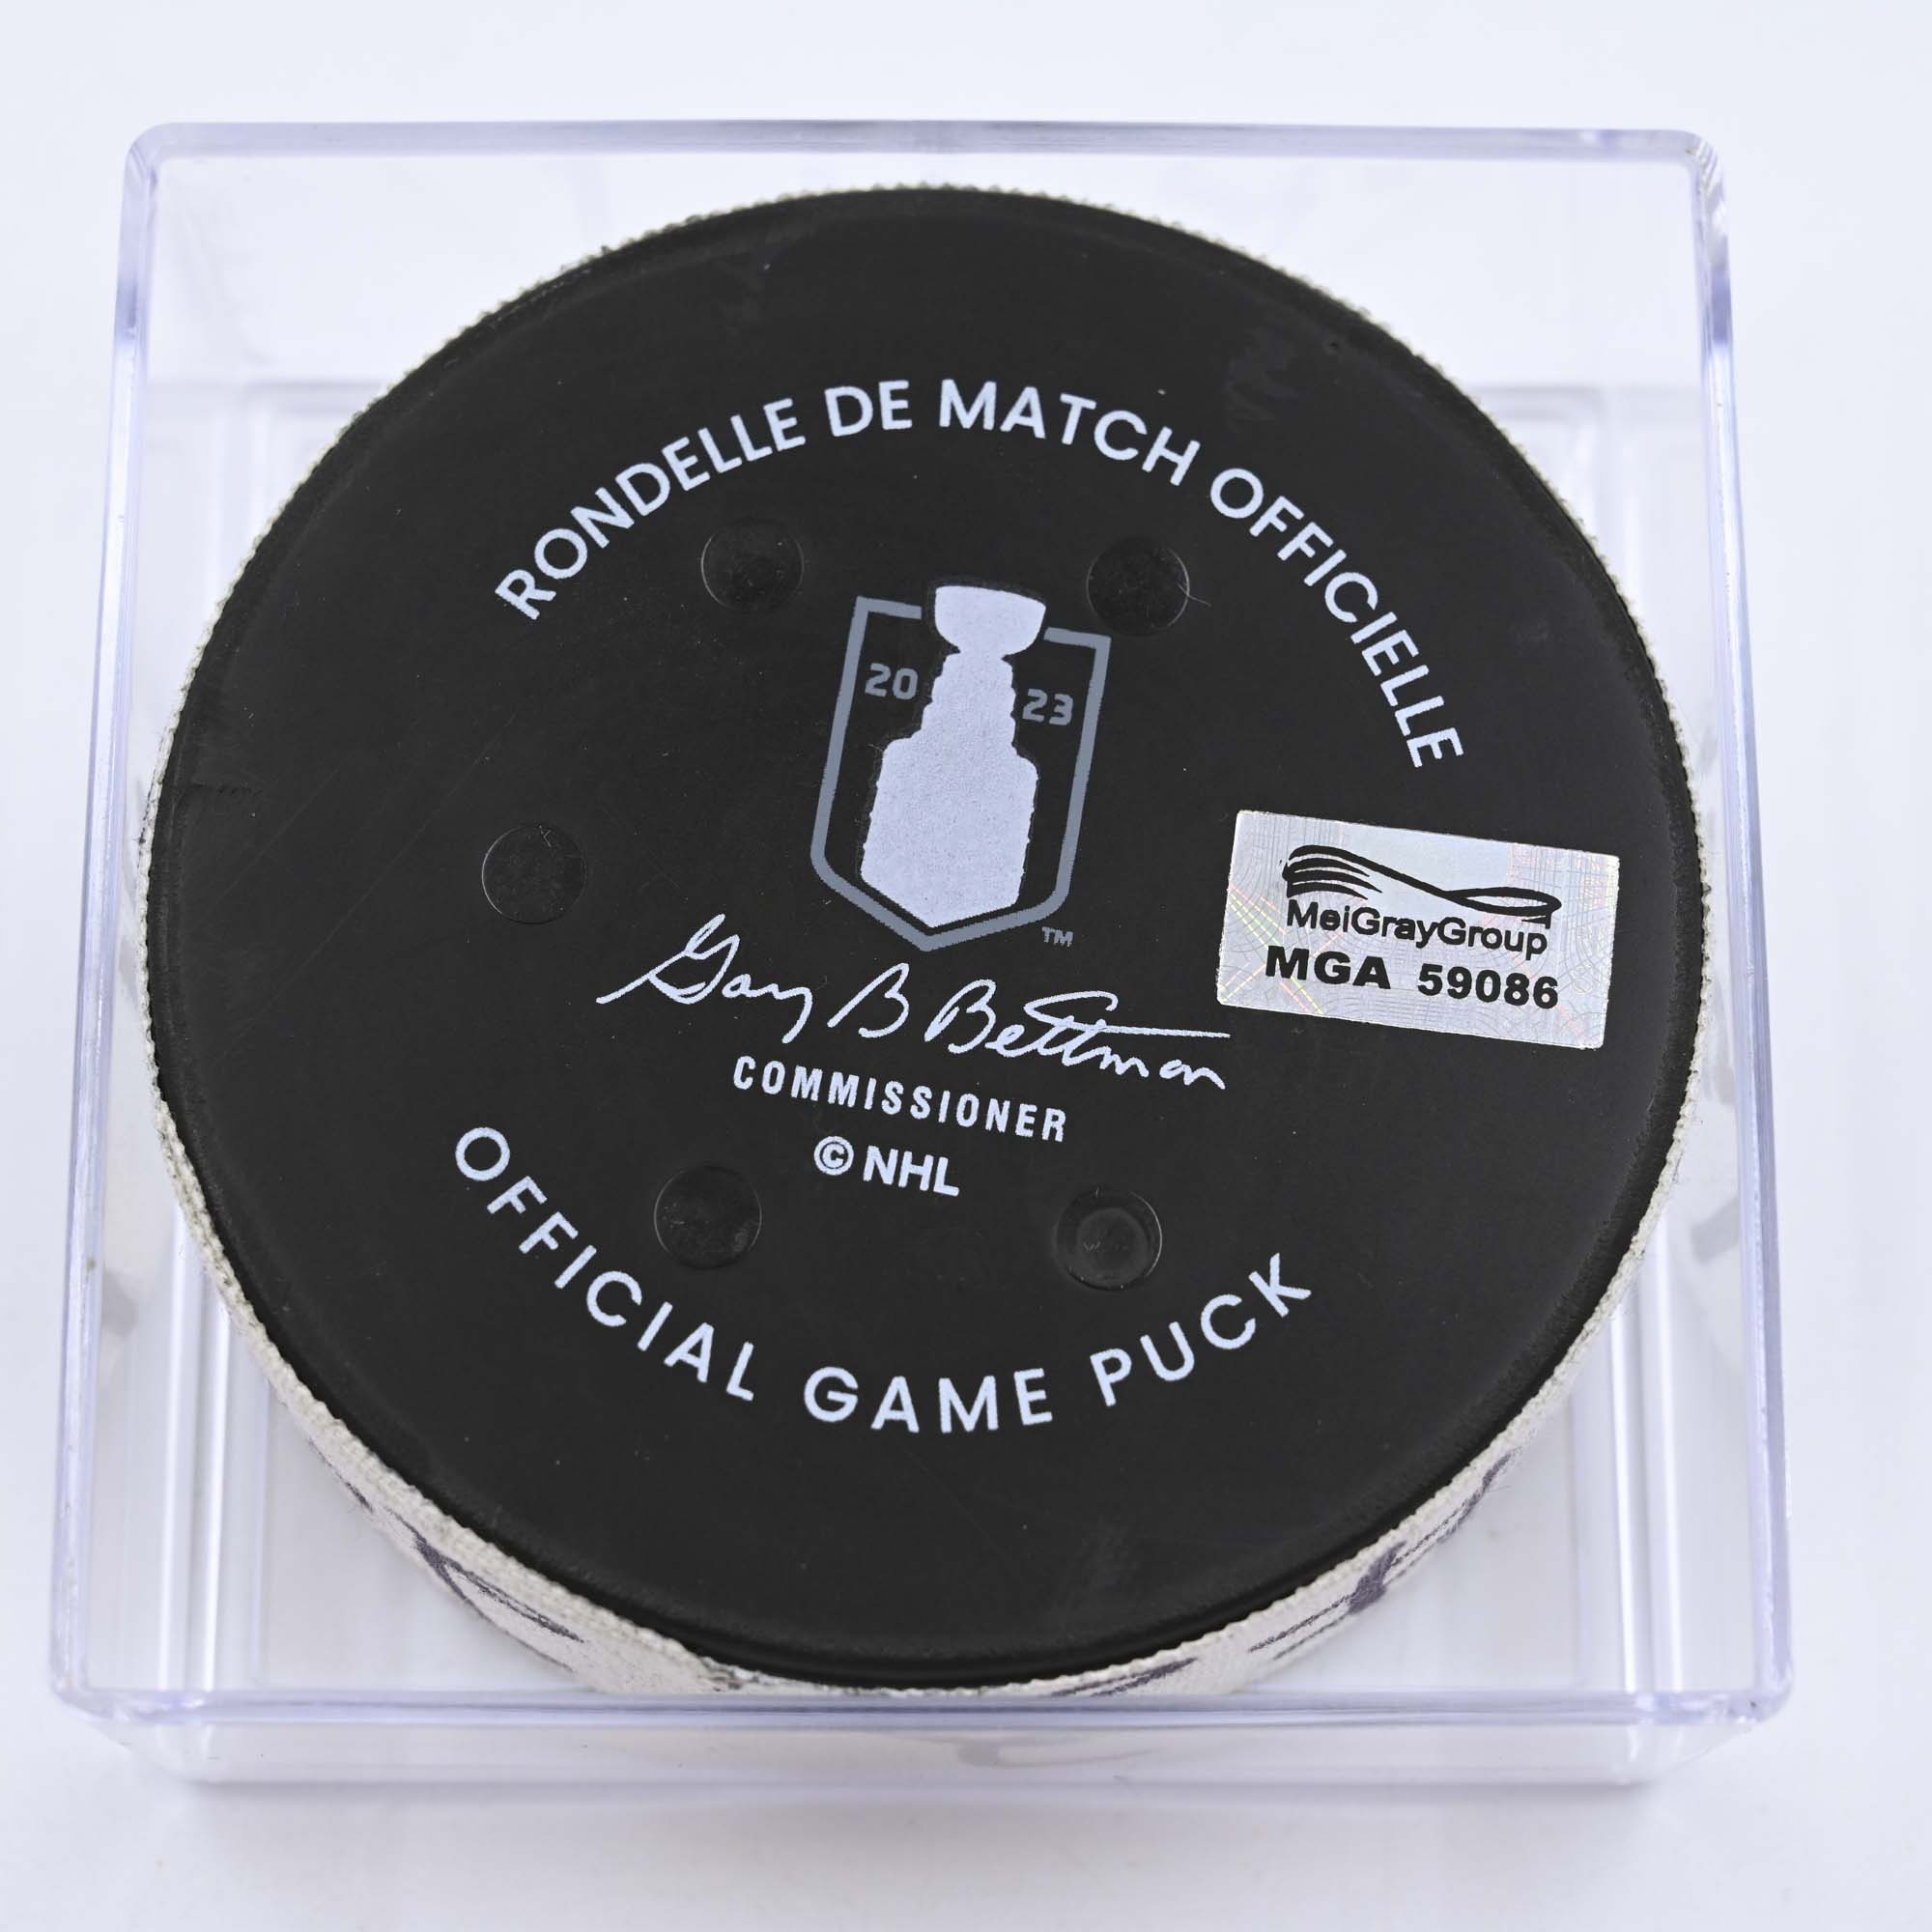 RONDELLE DE MATCH OFFICIELLE
20 23
TM
MeiGrayGroup
MGA 59086
Gary B Bettman
COMMISSIONER
© NHL
OFFICIAL GAME PUCK